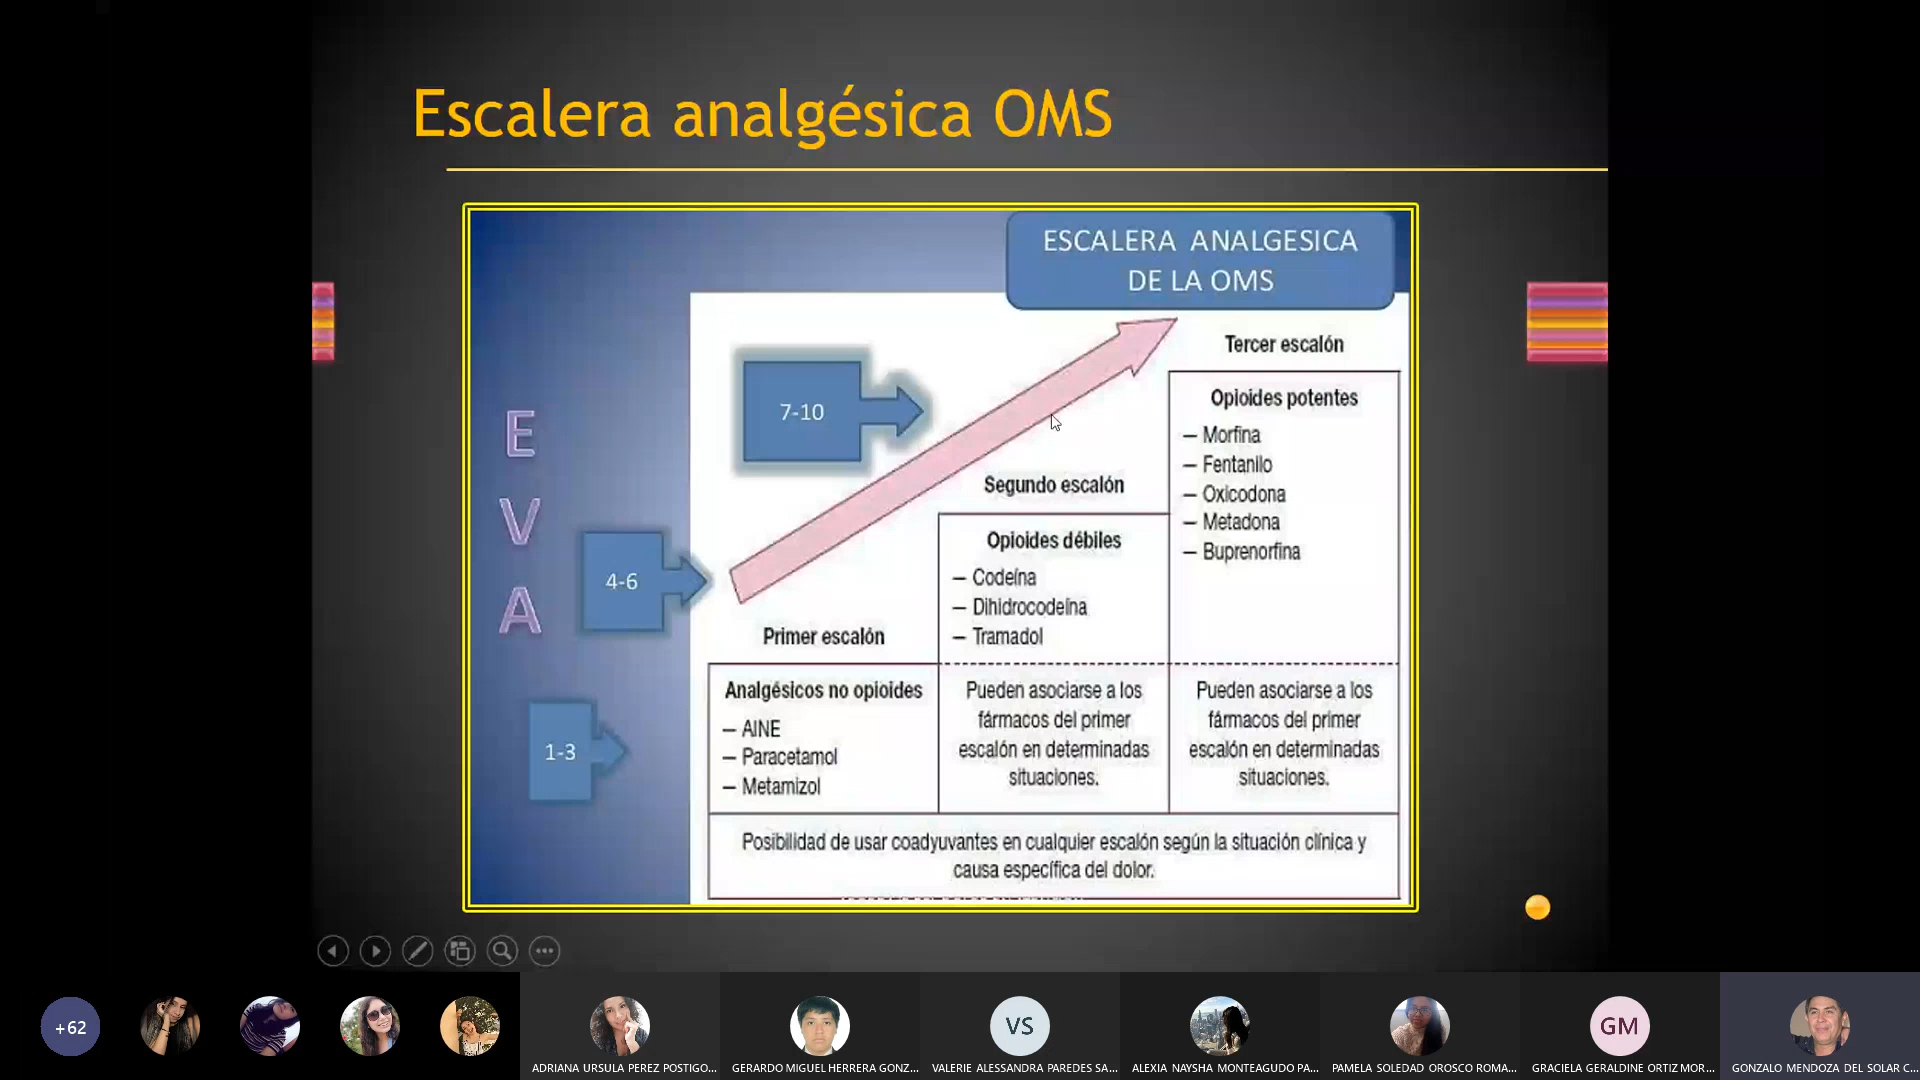 Escalera analgésica OMS
ESCALERA ANALGESICA
DE LA OMS
E
V
A
7-10
4-6
1-3
Tercer escalón
Opioides potentes
– Morfina
– Fentanilo
– Oxicodona
– Metadona
– Buprenorfina
Segundo escalón
Opioides débiles
– Codeína
– Dihidrocodeína
– Tramadol
Primer escalón
Analgésicos no opioides
– AINE
– Paracetamol
– Metamizol
Pueden asociarse a los
fármacos del primer
escalón en determinadas
situaciones.
Pueden asociarse a los
fármacos del primer
escalón en determinadas
situaciones.
Posibilidad de usar coadyuvantes en cualquier escalón según la situación clínica y
causa específica del dolor.
+62
VS
GM
ADRIANA URSULA PEREZ POSTIGO...
GERARDO MIGUEL HERRERA GONZ...
VALERIE ALESSANDRA PAREDES SA...
ALEXIA NAYSHA MONTEAGUDO PA...
PAMELA SOLEDAD OROSCO ROMA...
GRACIELA GERALDINE ORTIZ MOR...
GONZALO MENDOZA DEL SOLAR C...